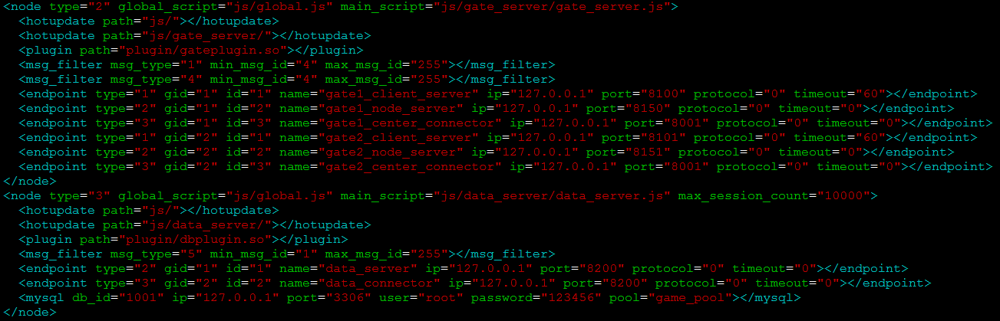 <node type="2" global_script="js/global.js" main_script="js/gate_server/gate_server.js">
  <hotupdate path="js/"></hotupdate>
  <hotupdate path="js/gate_server/"></hotupdate>
  <plugin path="plugin/gateplugin.so"></plugin>
  <msg_filter msg_type="1" min_msg_id="4" max_msg_id="255"></msg_filter>
  <msg_filter msg_type="4" min_msg_id="4" max_msg_id="255"></msg_filter>
  <endpoint type="1" gid="1" id="1" name="gate1_client_server" ip="127.0.0.1" port="8100" protocol="0" timeout="60"></endpoint>
  <endpoint type="2" gid="1" id="2" name="gate1_node_server" ip="127.0.0.1" port="8150" protocol="0" timeout="0"></endpoint>
  <endpoint type="3" gid="1" id="3" name="gate1_center_connector" ip="127.0.0.1" port="8001" protocol="0" timeout="0"></endpoint>
  <endpoint type="1" gid="2" id="1" name="gate2_client_server" ip="127.0.0.1" port="8101" protocol="0" timeout="60"></endpoint>
  <endpoint type="2" gid="2" id="2" name="gate2_node_server" ip="127.0.0.1" port="8151" protocol="0" timeout="0"></endpoint>
  <endpoint type="3" gid="2" id="3" name="gate2_center_connector" ip="127.0.0.1" port="8001" protocol="0" timeout="0"></endpoint>
</node>
<node type="3" global_script="js/global.js" main_script="js/data_server/data_server.js" max_session_count="10000">
  <hotupdate path="js/"></hotupdate>
  <hotupdate path="js/data_server/"></hotupdate>
  <plugin path="plugin/dbplugin.so"></plugin>
  <msg_filter msg_type="5" min_msg_id="1" max_msg_id="255"></msg_filter>
  <endpoint type="2" gid="1" id="1" name="data_server" ip="127.0.0.1" port="8200" protocol="0" timeout="0"></endpoint>
  <endpoint type="3" gid="2" id="2" name="data_connector" ip="127.0.0.1" port="8200" protocol="0" timeout="0"></endpoint>
  <mysql db_id="1001" ip="127.0.0.1" port="3306" user="root" password="123456" pool="game_pool"></mysql>
</node>